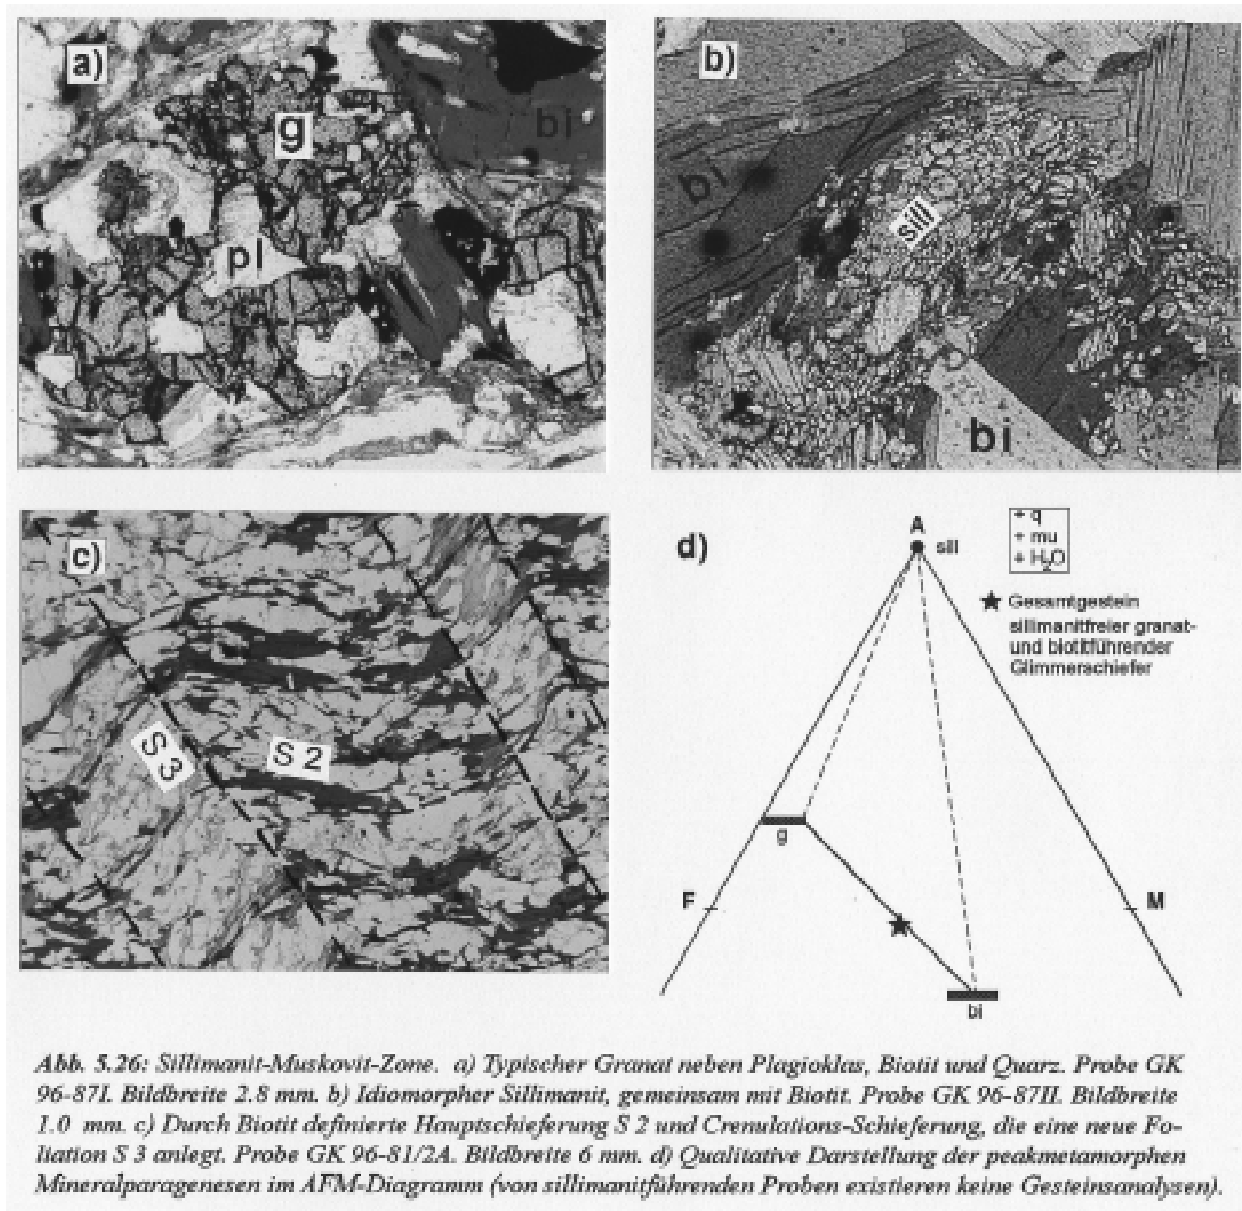 a)
g
bi
pl
b)
bi
sill
bi
c)
S 3
S 2
d)
A
sill
+ q
+ mu
+ H2O
★ Gesamtgestein
sillimanitfreier granat-
und biotitführender
Glimmerschiefer
g
F
M
bi
Abb. 5.26: Sillimanit-Muskovit-Zone. a) Typischer Granat neben Plagioklas, Biotit und Quarz. Probe GK
96-87I. Bildbreite 2.8 mm. b) Idiomorpher Sillimanit, gemeinsam mit Biotit. Probe GK 96-87II. Bildbreite
1.0 mm. c) Durch Biotit definierte Hauptschieferung S 2 und Crenulations-Schieferung, die eine neue Fo-
liation S 3 anlegt. Probe GK 96-81/2A. Bildbreite 6 mm. d) Qualitative Darstellung der peakmetamorphen
Mineralparagenesen im AFM-Diagramm (von sillimanitführenden Proben existieren keine Gesteinsanalysen).